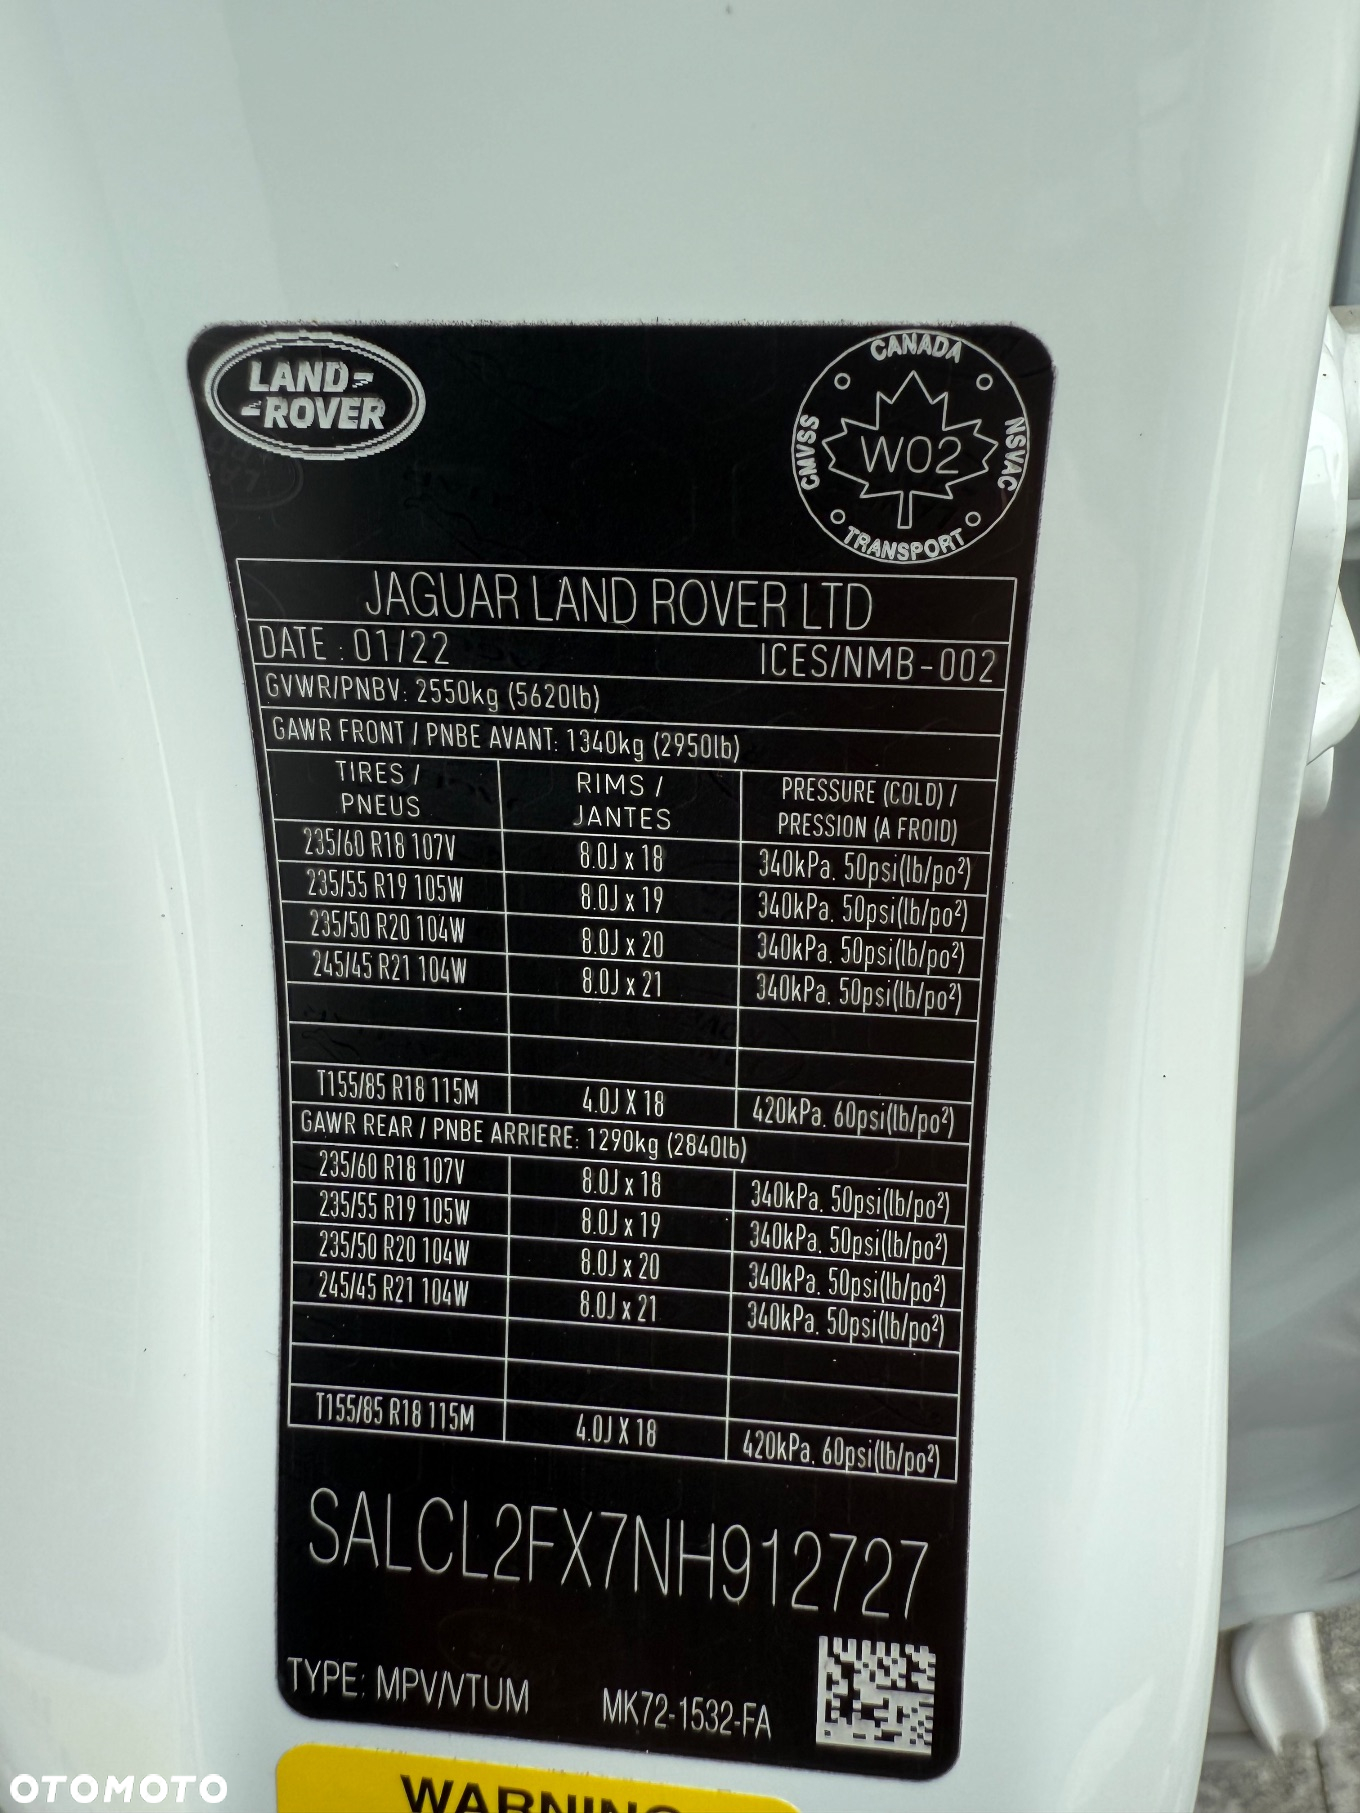 LAND-
-ROVER
CANADA
CMVSS
W02
NSVAC
TRANSPORT
JAGUAR LAND ROVER LTD
DATE : 01/22 ICES/NMB-002
GVWR/PNBV: 2550kg (5620lb)
GAWR FRONT / PNBE AVANT: 1340kg (2950lb)
TIRES / RIMS / PRESSURE (COLD) /
PNEUS JANTES PRESSION (A FROID)
235/60 R18 107V 8.0J x 18 340kPa. 50psi(lb/po²)
235/55 R19 105W 8.0J x 19 340kPa. 50psi(lb/po²)
235/50 R20 104W 8.0J x 20 340kPa. 50psi(lb/po²)
245/45 R21 104W 8.0J x 21 340kPa. 50psi(lb/po²)
T155/85 R18 115M 4.0J X 18 420kPa. 60psi(lb/po²)
GAWR REAR / PNBE ARRIERE: 1290kg (2840lb)
235/60 R18 107V 8.0J x 18 340kPa. 50psi(lb/po²)
235/55 R19 105W 8.0J x 19 340kPa. 50psi(lb/po²)
235/50 R20 104W 8.0J x 20 340kPa. 50psi(lb/po²)
245/45 R21 104W 8.0J x 21 340kPa. 50psi(lb/po²)
T155/85 R18 115M 4.0J X 18 420kPa. 60psi(lb/po²)
SALCL2FX7NH912727
TYPE: MPV/VTUM MK72-1532-FA
WARNING
OTOMOTO